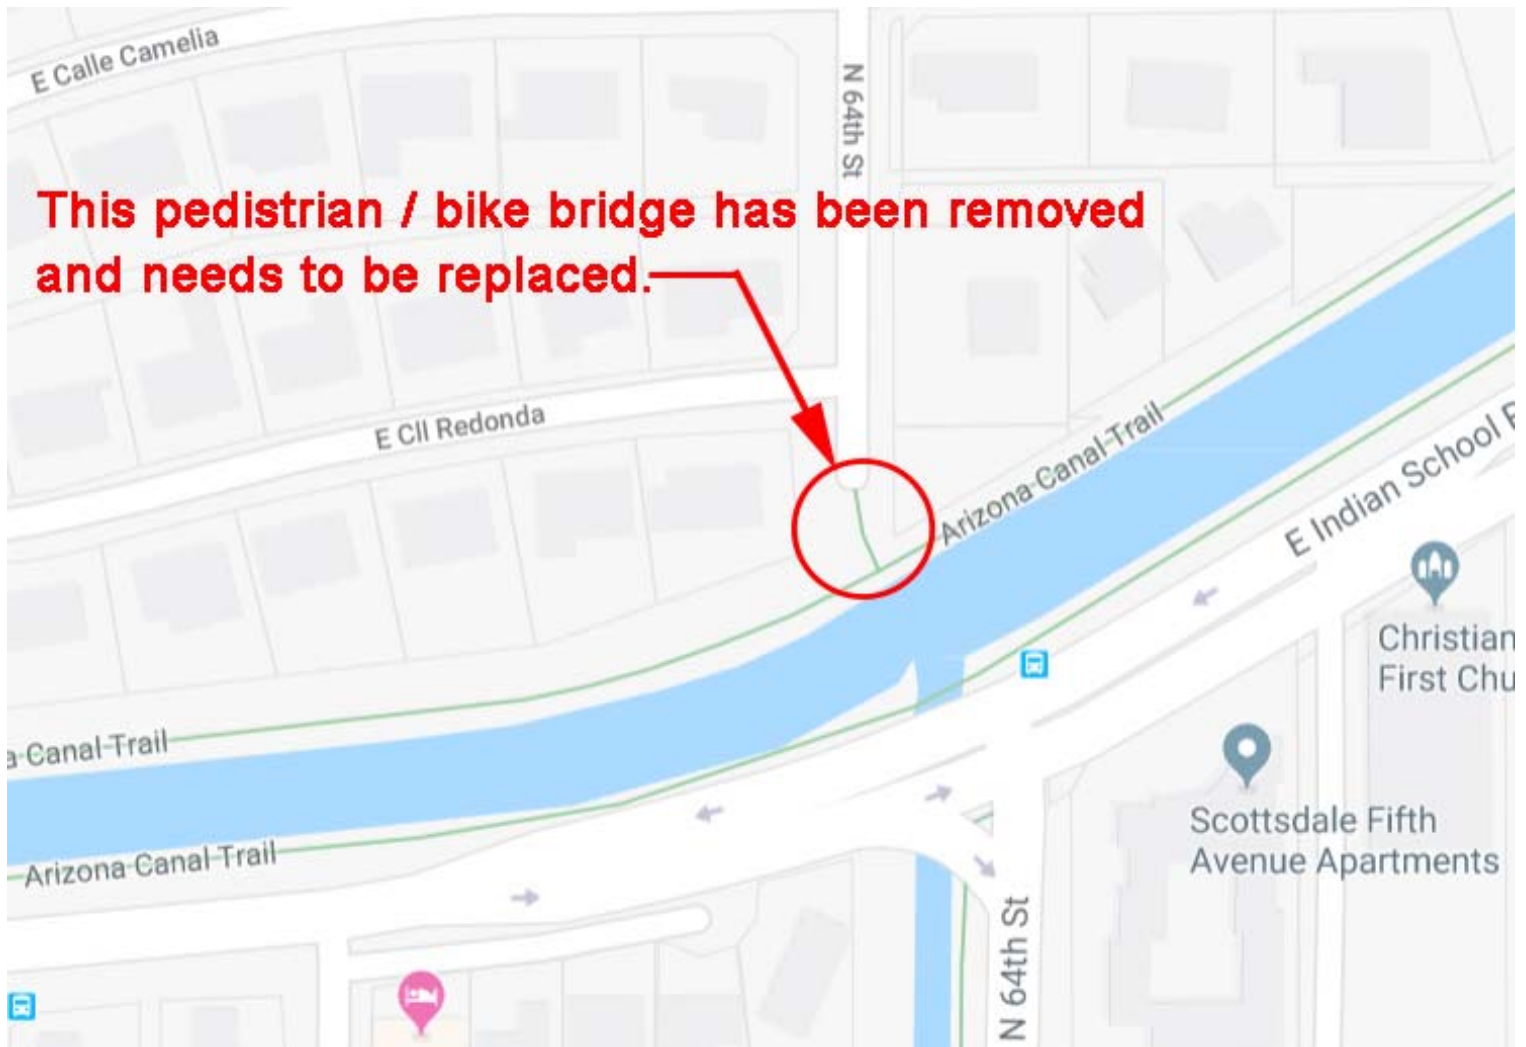 E Calle Camelia
N 64th St
This pedistrian / bike bridge has been removed
and needs to be replaced.
E Cll Redonda
Arizona Canal Trail
E Indian School
Christian
First Chu
a Canal Trail
Scottsdale Fifth
Avenue Apartments
Arizona Canal Trail
N 64th St